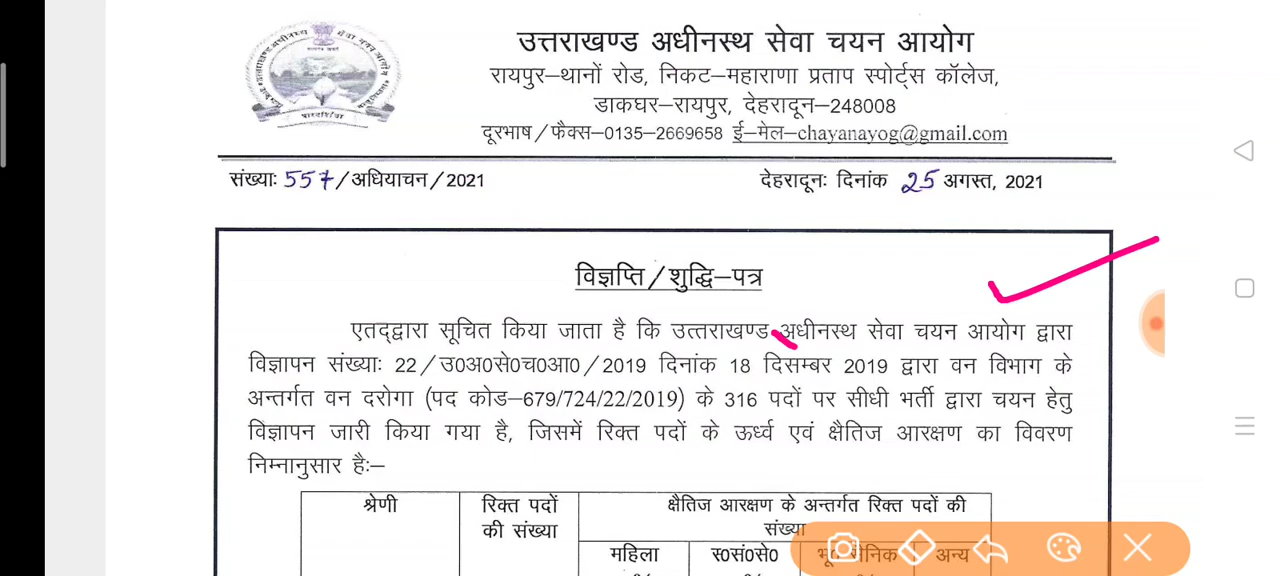 उत्तराखण्ड अधीनस्थ सेवा चयन आयोग
रायपुर–थानों रोड, निकट–महाराणा प्रताप स्पोर्ट्स कॉलेज,
डाकघर–रायपुर, देहरादून–248008
दूरभाष/फैक्स–0135–2669658 ई–मेल–chayanayog@gmail.com
संख्याः 557/अधियाचन/2021 देहरादूनः दिनांक 25 अगस्त, 2021
विज्ञप्ति/शुद्धि–पत्र
एतद्द्वारा सूचित किया जाता है कि उत्तराखण्ड अधीनस्थ सेवा चयन आयोग द्वारा
विज्ञापन संख्याः 22/उ0अ0से0च0आ0/2019 दिनांक 18 दिसम्बर 2019 द्वारा वन विभाग के
अन्तर्गत वन दरोगा (पद कोड–679/724/22/2019) के 316 पदों पर सीधी भर्ती द्वारा चयन हेतु
विज्ञापन जारी किया गया है, जिसमें रिक्त पदों के ऊर्ध्व एवं क्षैतिज आरक्षण का विवरण
निम्नानुसार हैः–
श्रेणी रिक्त पदों क्षैतिज आरक्षण के अन्तर्गत रिक्त पदों की
की संख्या संख्या
महिला स0सं0से0 भू0 सैनिक अन्य